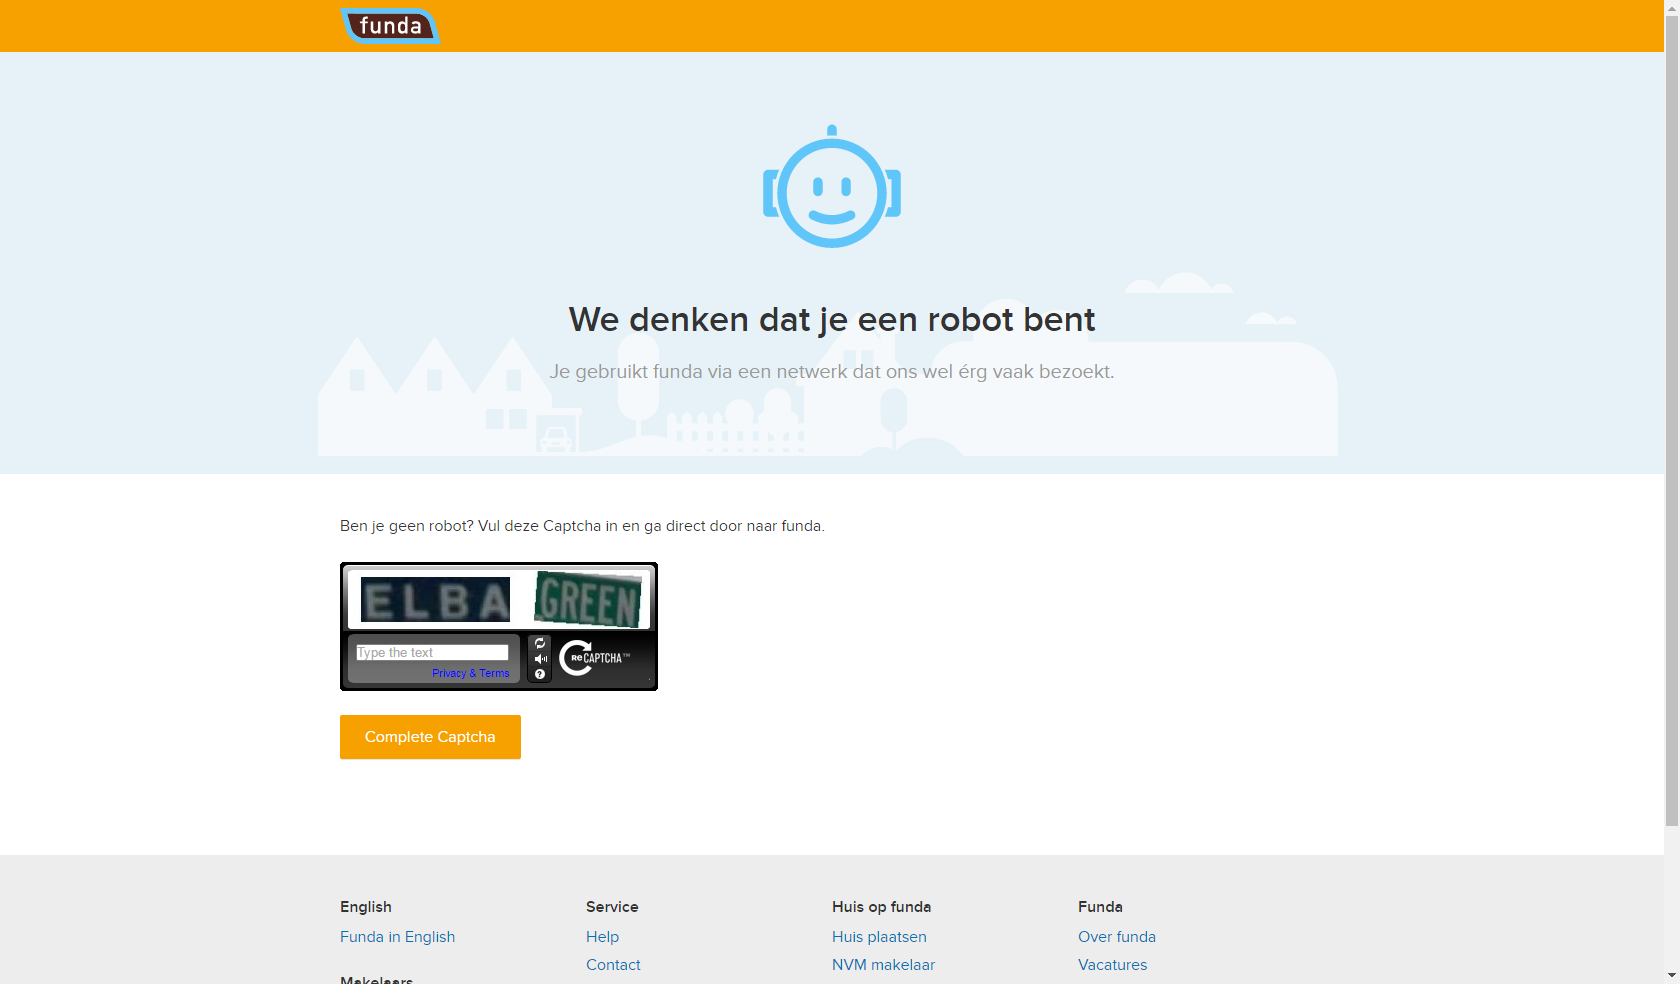 funda
We denken dat je een robot bent
Je gebruikt funda via een netwerk dat ons wel érg vaak bezoekt.
Ben je geen robot? Vul deze Captcha in en ga direct door naar funda.
ELBA GREEN
Type the text
Privacy & Terms
? reCAPTCHA™
Complete Captcha
English Service Huis op funda Funda
Funda in English Help Huis plaatsen Over funda
Contact NVM makelaar Vacatures
Makelaars